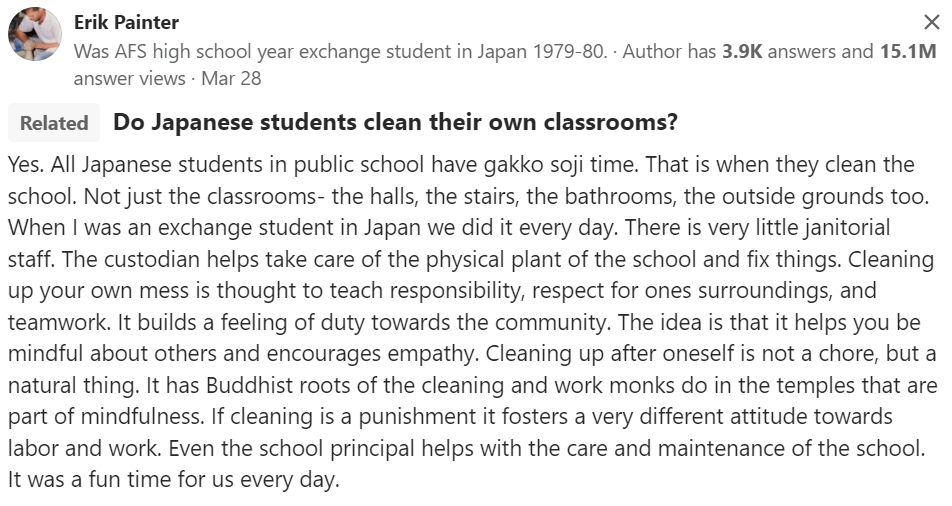 Erik Painter
Was AFS high school year exchange student in Japan 1979-80. · Author has 3.9K answers and 15.1M
answer views · Mar 28
Related Do Japanese students clean their own classrooms?
Yes. All Japanese students in public school have gakko soji time. That is when they clean the
school. Not just the classrooms- the halls, the stairs, the bathrooms, the outside grounds too.
When I was an exchange student in Japan we did it every day. There is very little janitorial
staff. The custodian helps take care of the physical plant of the school and fix things. Cleaning
up your own mess is thought to teach responsibility, respect for ones surroundings, and
teamwork. It builds a feeling of duty towards the community. The idea is that it helps you be
mindful about others and encourages empathy. Cleaning up after oneself is not a chore, but a
natural thing. It has Buddhist roots of the cleaning and work monks do in the temples that are
part of mindfulness. If cleaning is a punishment it fosters a very different attitude towards
labor and work. Even the school principal helps with the care and maintenance of the school.
It was a fun time for us every day.